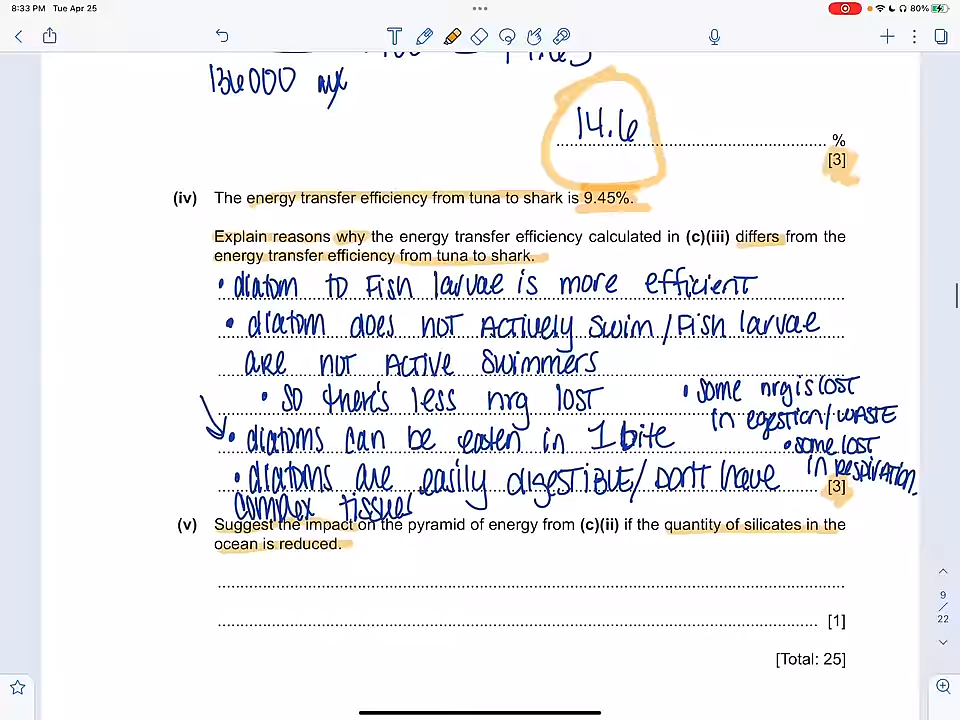 8:33 PM Tue Apr 25
80%
136000
14.6
%
[3]
(iv) The energy transfer efficiency from tuna to shark is 9.45%.
Explain reasons why the energy transfer efficiency calculated in (c)(iii) differs from the
energy transfer efficiency from tuna to shark.
• diatom to fish larvae is more efficient
• diatom does not actively swim/fish larvae
are not active swimmers
• so there's less nrg lost
• some nrg is lost
in egestion/waste
• diatoms can be eaten in 1 bite
• some lost
in respiration.
• diatoms are easily digestible/don't have
complex tissues
[3]
(v) Suggest the impact on the pyramid of energy from (c)(ii) if the quantity of silicates in the
ocean is reduced.
[1]
[Total: 25]
9
/
22